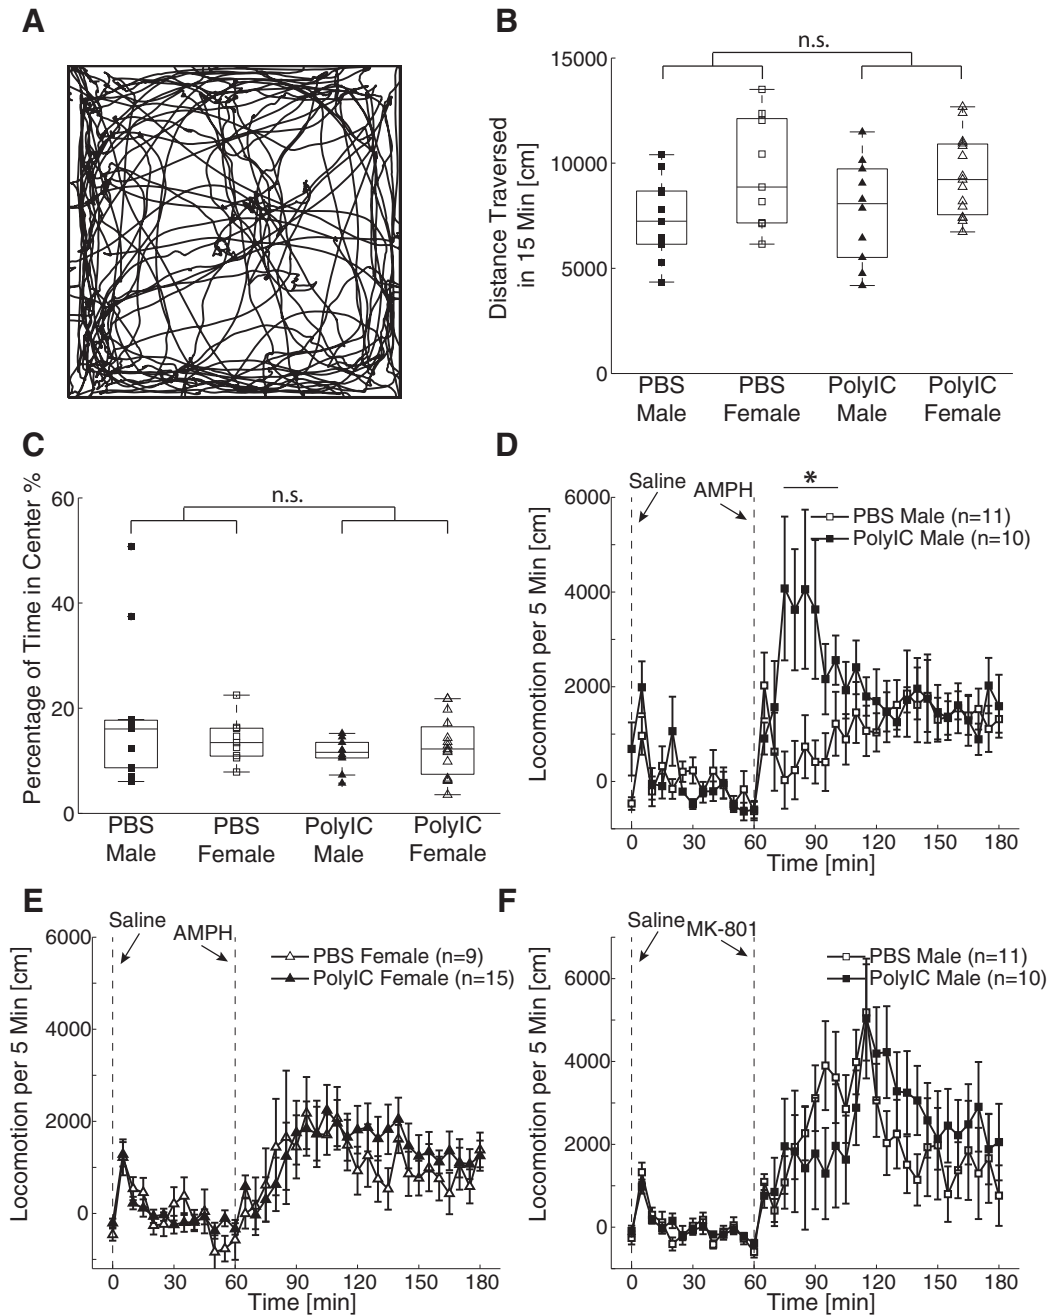 A
B
n.s.
Distance Traversed
in 15 Min [cm]
15000
10000
5000
0
PBS
Male
PBS
Female
PolyIC
Male
PolyIC
Female
C
n.s.
Percentage of Time in Center %
60
40
20
0
PBS
Male
PBS
Female
PolyIC
Male
PolyIC
Female
D
Saline
AMPH
*
PBS Male (n=11)
PolyIC Male (n=10)
Locomotion per 5 Min [cm]
6000
4000
2000
0
0 30 60 90 120 150 180
Time [min]
E
Saline
AMPH
PBS Female (n=9)
PolyIC Female (n=15)
Locomotion per 5 Min [cm]
6000
4000
2000
0
0 30 60 90 120 150 180
Time [min]
F
Saline
MK-801
PBS Male (n=11)
PolyIC Male (n=10)
Locomotion per 5 Min [cm]
6000
4000
2000
0
0 30 60 90 120 150 180
Time [min]